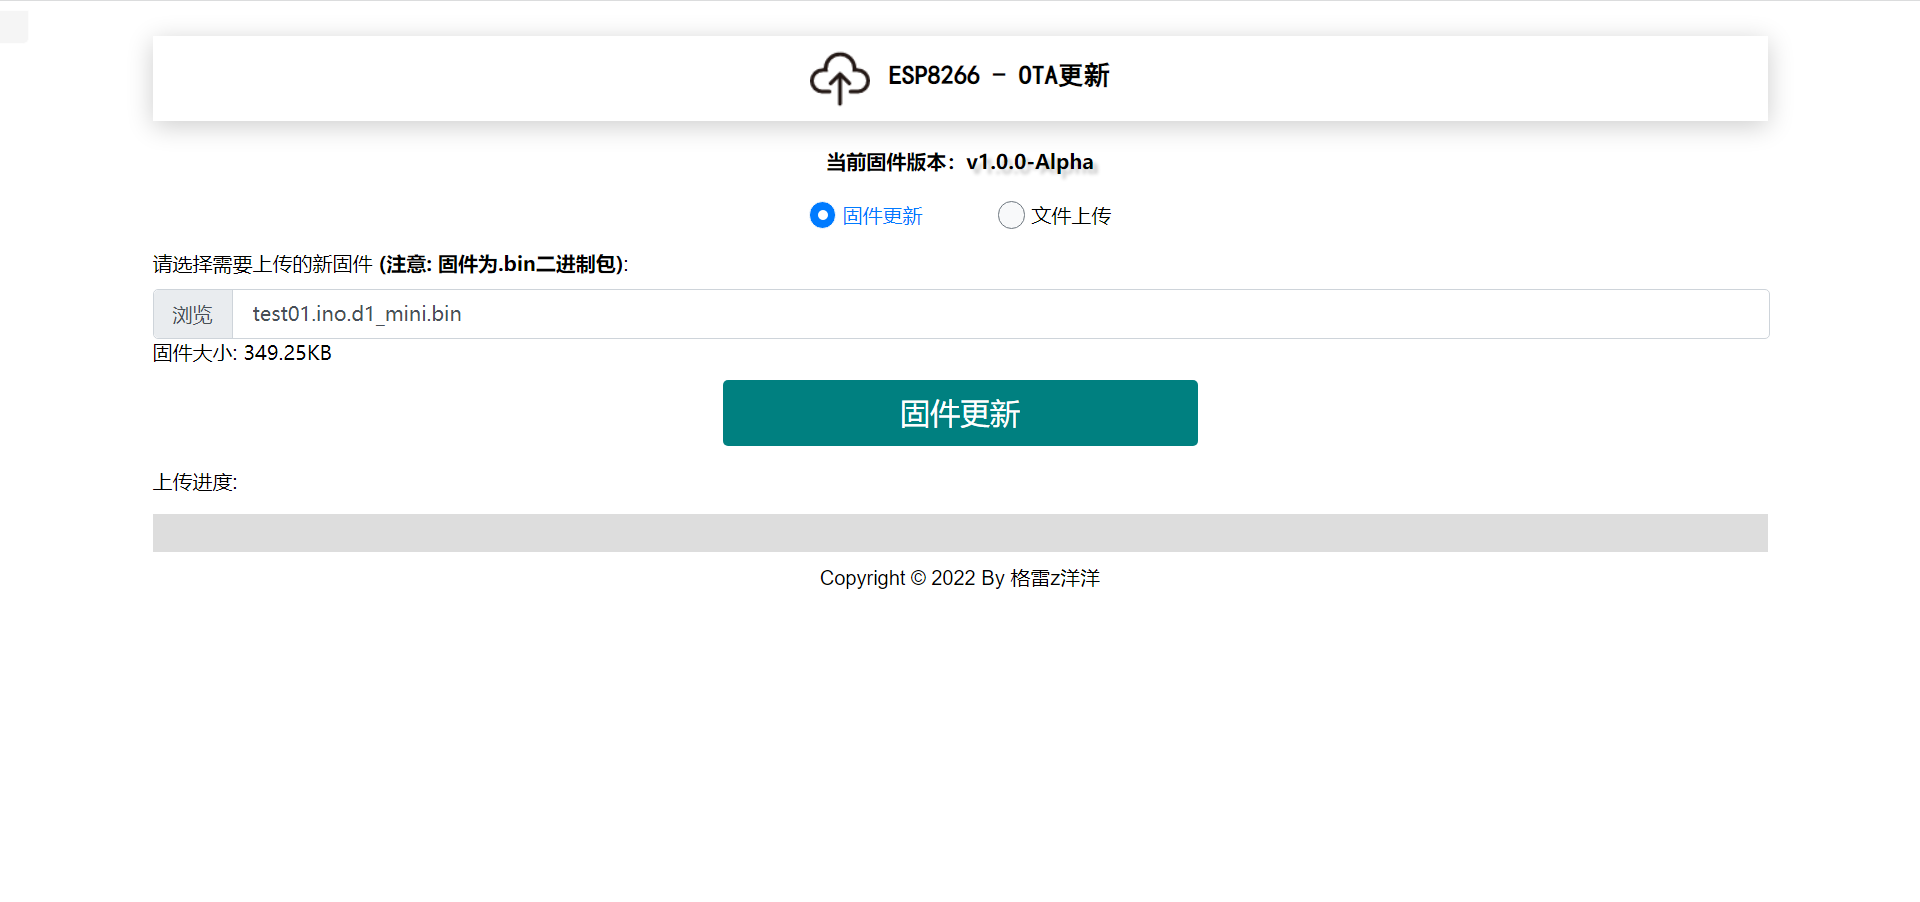 ESP8266 - OTA更新
当前固件版本：v1.0.0-Alpha
固件更新 文件上传
请选择需要上传的新固件 (注意: 固件为.bin二进制包):
浏览 test01.ino.d1_mini.bin
固件大小: 349.25KB
固件更新
上传进度:
Copyright © 2022 By 格雷z洋洋